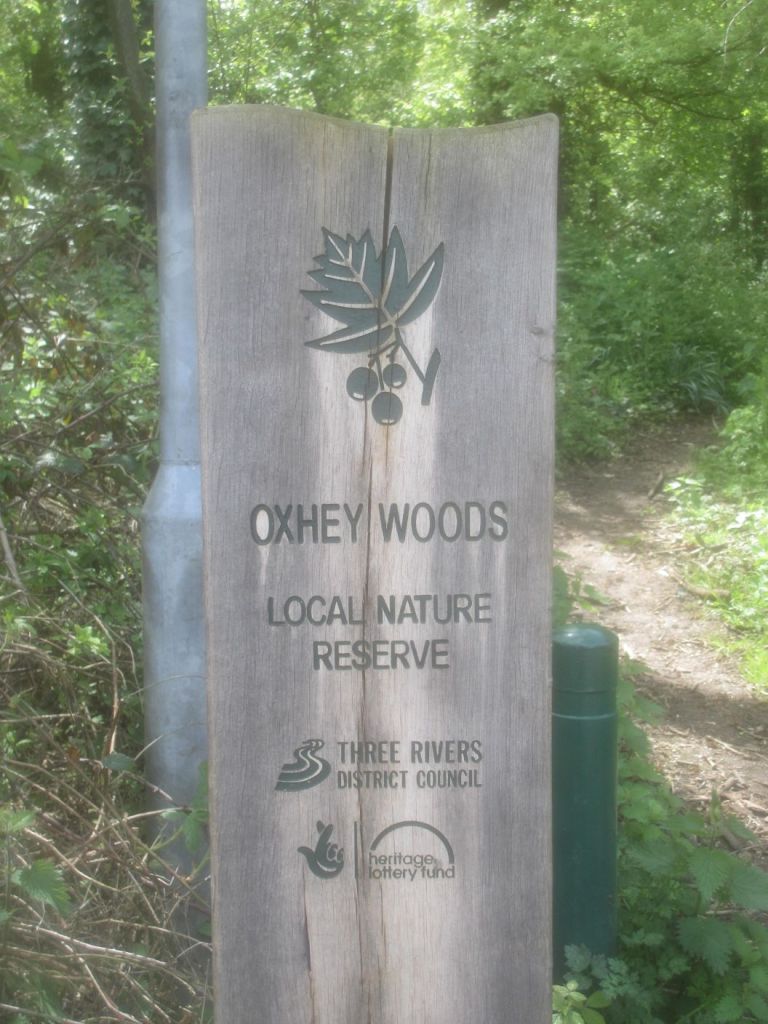 OXHEY WOODS
LOCAL NATURE
RESERVE
THREE RIVERS
DISTRICT COUNCIL
heritage
lottery fund